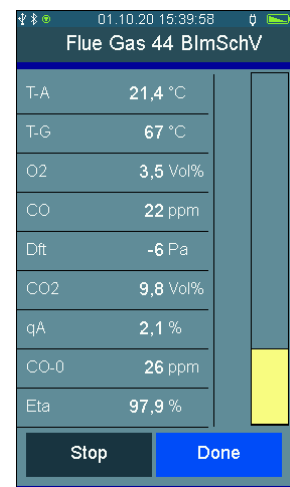 01.10.20 15:39:58
Flue Gas 44 BImSchV
T-A 21,4 °C
T-G 67 °C
O2 3,5 Vol%
CO 22 ppm
Dft -6 Pa
CO2 9,8 Vol%
qA 2,1 %
CO-0 26 ppm
Eta 97,9 %
Stop Done